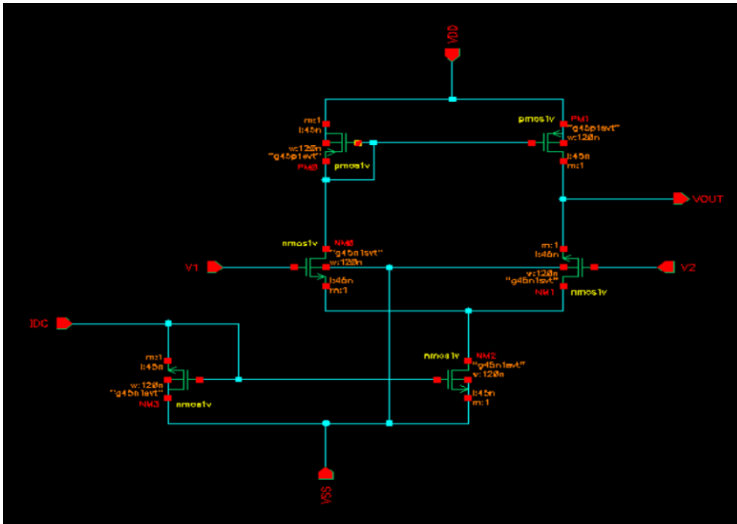 VDD
m:1
l:45n
w:120n
"g45p1svt"
PM0
pmos1v
pmos1v
PM1
"g45p1svt"
w:120n
l:45n
m:1
VOUT
nmos1v
NM0
"g45n1svt"
w:120n
l:45n
m:1
V1
m:1
l:45n
w:120n
"g45n1svt"
NM1
nmos1v
V2
IDC
m:1
l:45n
w:120n
"g45n1svt"
NM3
nmos1v
nmos1v
NM2
"g45n1svt"
w:120n
l:45n
m:1
VSS